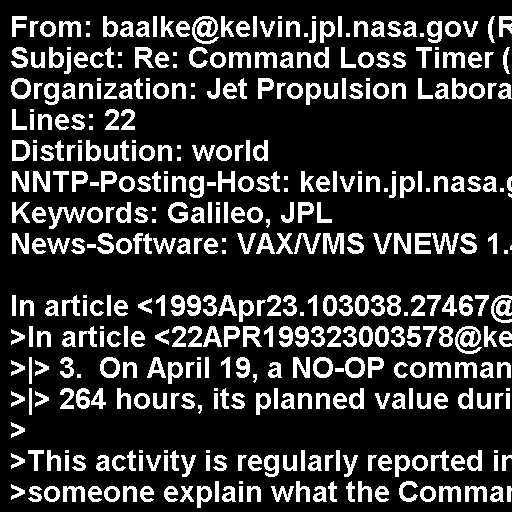 From: baalke@kelvin.jpl.nasa.gov (R
Subject: Re: Command Loss Timer (
Organization: Jet Propulsion Labora
Lines: 22
Distribution: world
NNTP-Posting-Host: kelvin.jpl.nasa.g
Keywords: Galileo, JPL
News-Software: VAX/VMS VNEWS 1.4
In article <1993Apr23.103038.27467@
>In article <22APR199323003578@ke
>|> 3.  On April 19, a NO-OP comman
>|> 264 hours, its planned value duri
>
>This activity is regularly reported in
>someone explain what the Comman